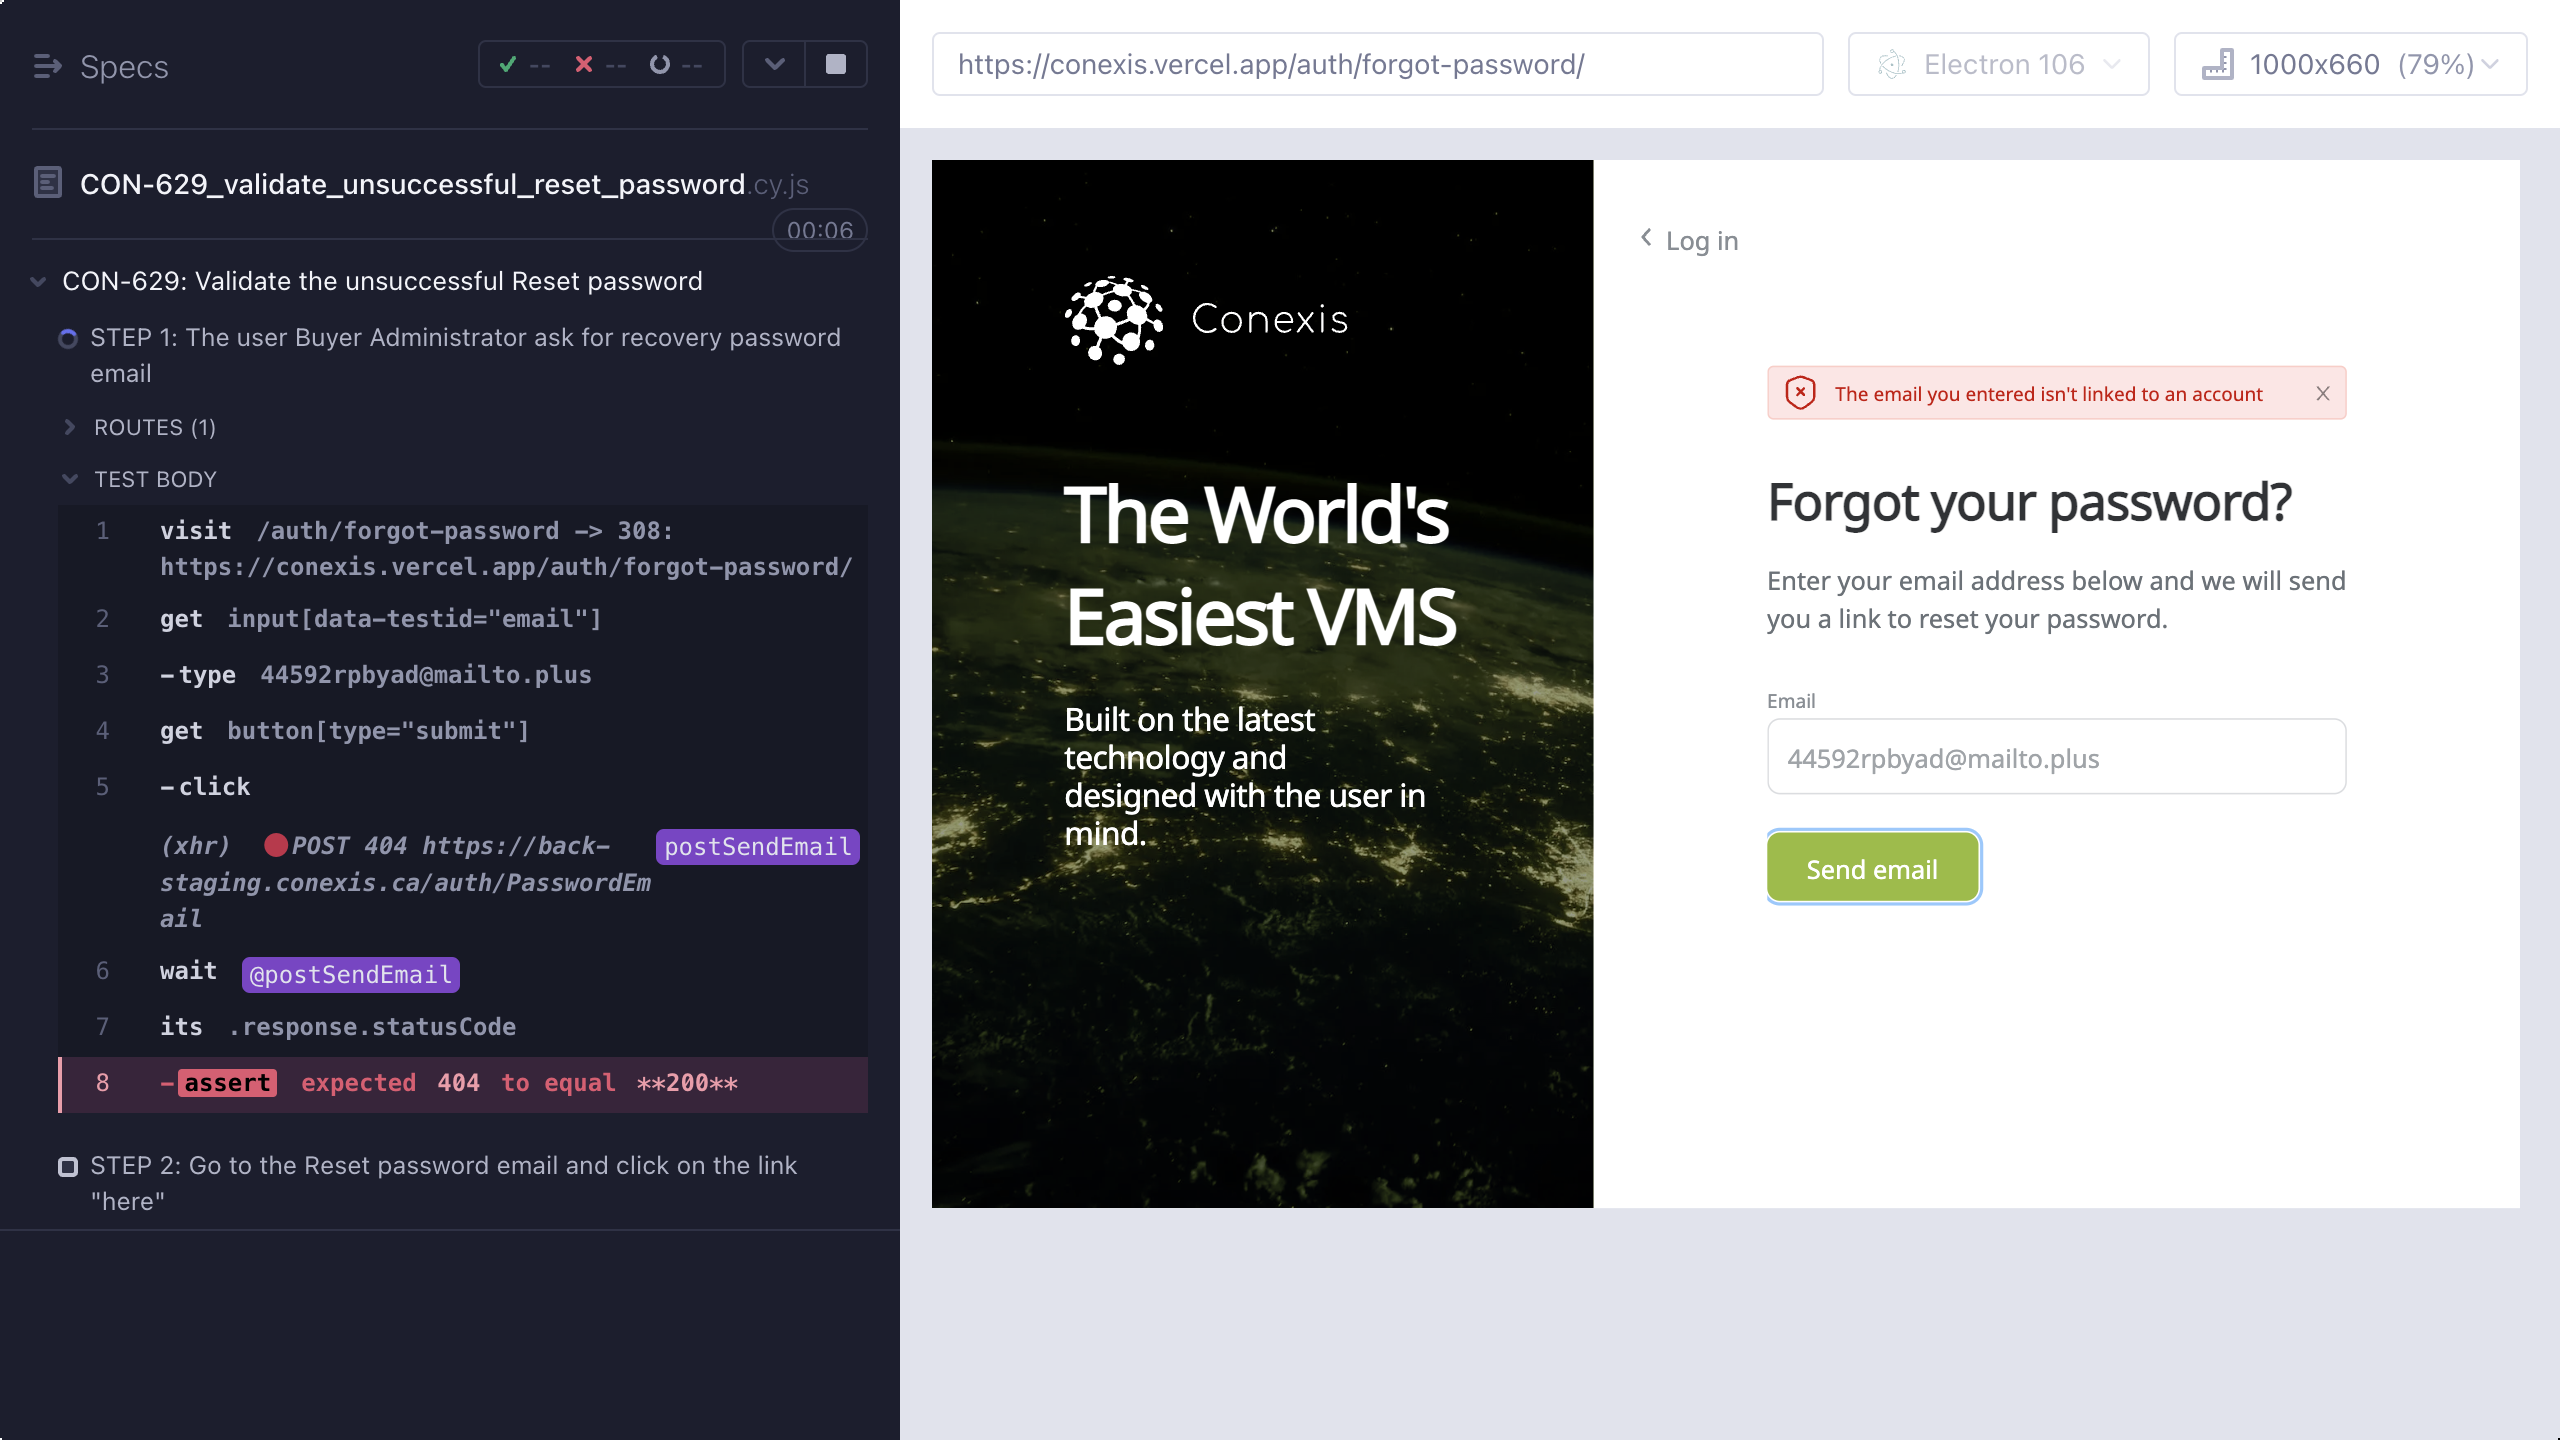 Specs
-- -- --
CON-629_validate_unsuccessful_reset_password.cy.js
00:06
CON-629: Validate the unsuccessful Reset password
STEP 1: The user Buyer Administrator ask for recovery password
email
ROUTES (1)
TEST BODY
1 visit /auth/forgot-password -> 308:
https://conexis.vercel.app/auth/forgot-password/
2 get input[data-testid="email"]
3 -type 44592rpbyad@mailto.plus
4 get button[type="submit"]
5 -click
(xhr) POST 404 https://back- postSendEmail
staging.conexis.ca/auth/PasswordEm
ail
6 wait @postSendEmail
7 its .response.statusCode
8 -assert expected 404 to equal **200**
STEP 2: Go to the Reset password email and click on the link
"here"
https://conexis.vercel.app/auth/forgot-password/
Electron 106
1000x660 (79%)
Conexis
The World's
Easiest VMS
Built on the latest
technology and
designed with the user in
mind.
Log in
The email you entered isn't linked to an account
Forgot your password?
Enter your email address below and we will send
you a link to reset your password.
Email
44592rpbyad@mailto.plus
Send email